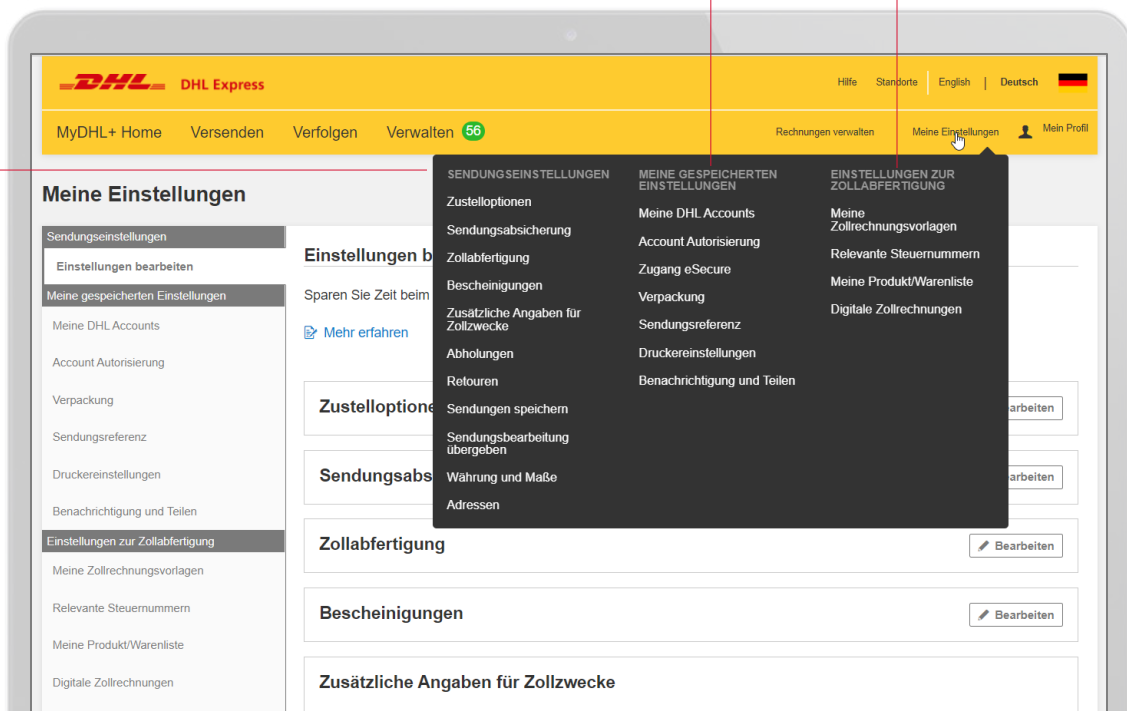 DHL DHL Express
Hilfe Standorte English | Deutsch
MyDHL+ Home Versenden Verfolgen Verwalten 56
Rechnungen verwalten Meine Einstellungen Mein Profil
Meine Einstellungen
Sendungseinstellungen
Einstellungen bearbeiten
Meine gespeicherten Einstellungen
Meine DHL Accounts
Account Autorisierung
Verpackung
Sendungsreferenz
Druckereinstellungen
Benachrichtigung und Teilen
Einstellungen zur Zollabfertigung
Meine Zollrechnungsvorlagen
Relevante Steuernummern
Meine Produkt/Warenliste
Digitale Zollrechnungen
SENDUNGSEINSTELLUNGEN
Zustelloptionen
Sendungsabsicherung
Zollabfertigung
Bescheinigungen
Zusätzliche Angaben für
Zollzwecke
Abholungen
Retouren
Sendungen speichern
Sendungsbearbeitung
übergeben
Währung und Maße
Adressen
MEINE GESPEICHERTEN
EINSTELLUNGEN
Meine DHL Accounts
Account Autorisierung
Zugang eSecure
Verpackung
Sendungsreferenz
Druckereinstellungen
Benachrichtigung und Teilen
EINSTELLUNGEN ZUR
ZOLLABFERTIGUNG
Meine
Zollrechnungsvorlagen
Relevante Steuernummern
Meine Produkt/Warenliste
Digitale Zollrechnungen
Einstellungen b
Sparen Sie Zeit beim
Mehr erfahren
Zustelloptione
arbeiten
Sendungsabs
arbeiten
Zollabfertigung
Bearbeiten
Bescheinigungen
Bearbeiten
Zusätzliche Angaben für Zollzwecke